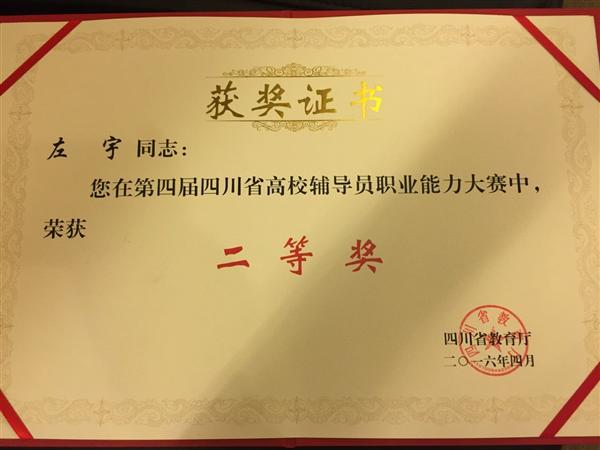 获奖证书
左 宇 同志：
您在第四届四川省高校辅导员职业能力大赛中，
荣获
二等奖
四川省教育厅
二〇一六年四月